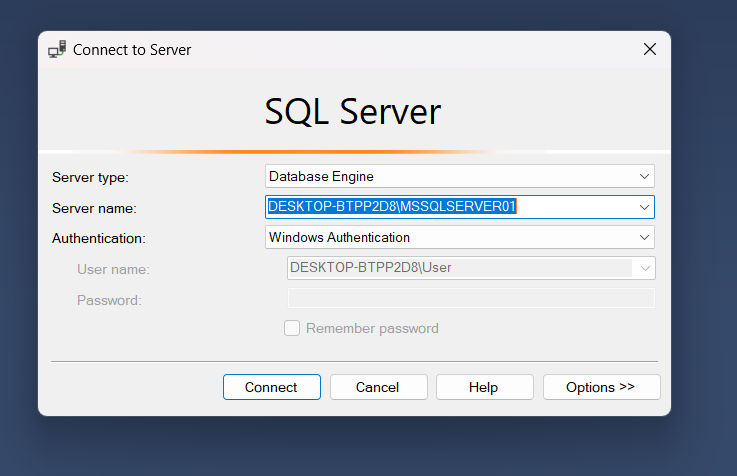 Connect to Server
SQL Server
Server type: Database Engine
Server name: DESKTOP-BTPP2D8\MSSQLSERVER01
Authentication: Windows Authentication
User name: DESKTOP-BTPP2D8\User
Password:
Remember password
Connect Cancel Help Options >>